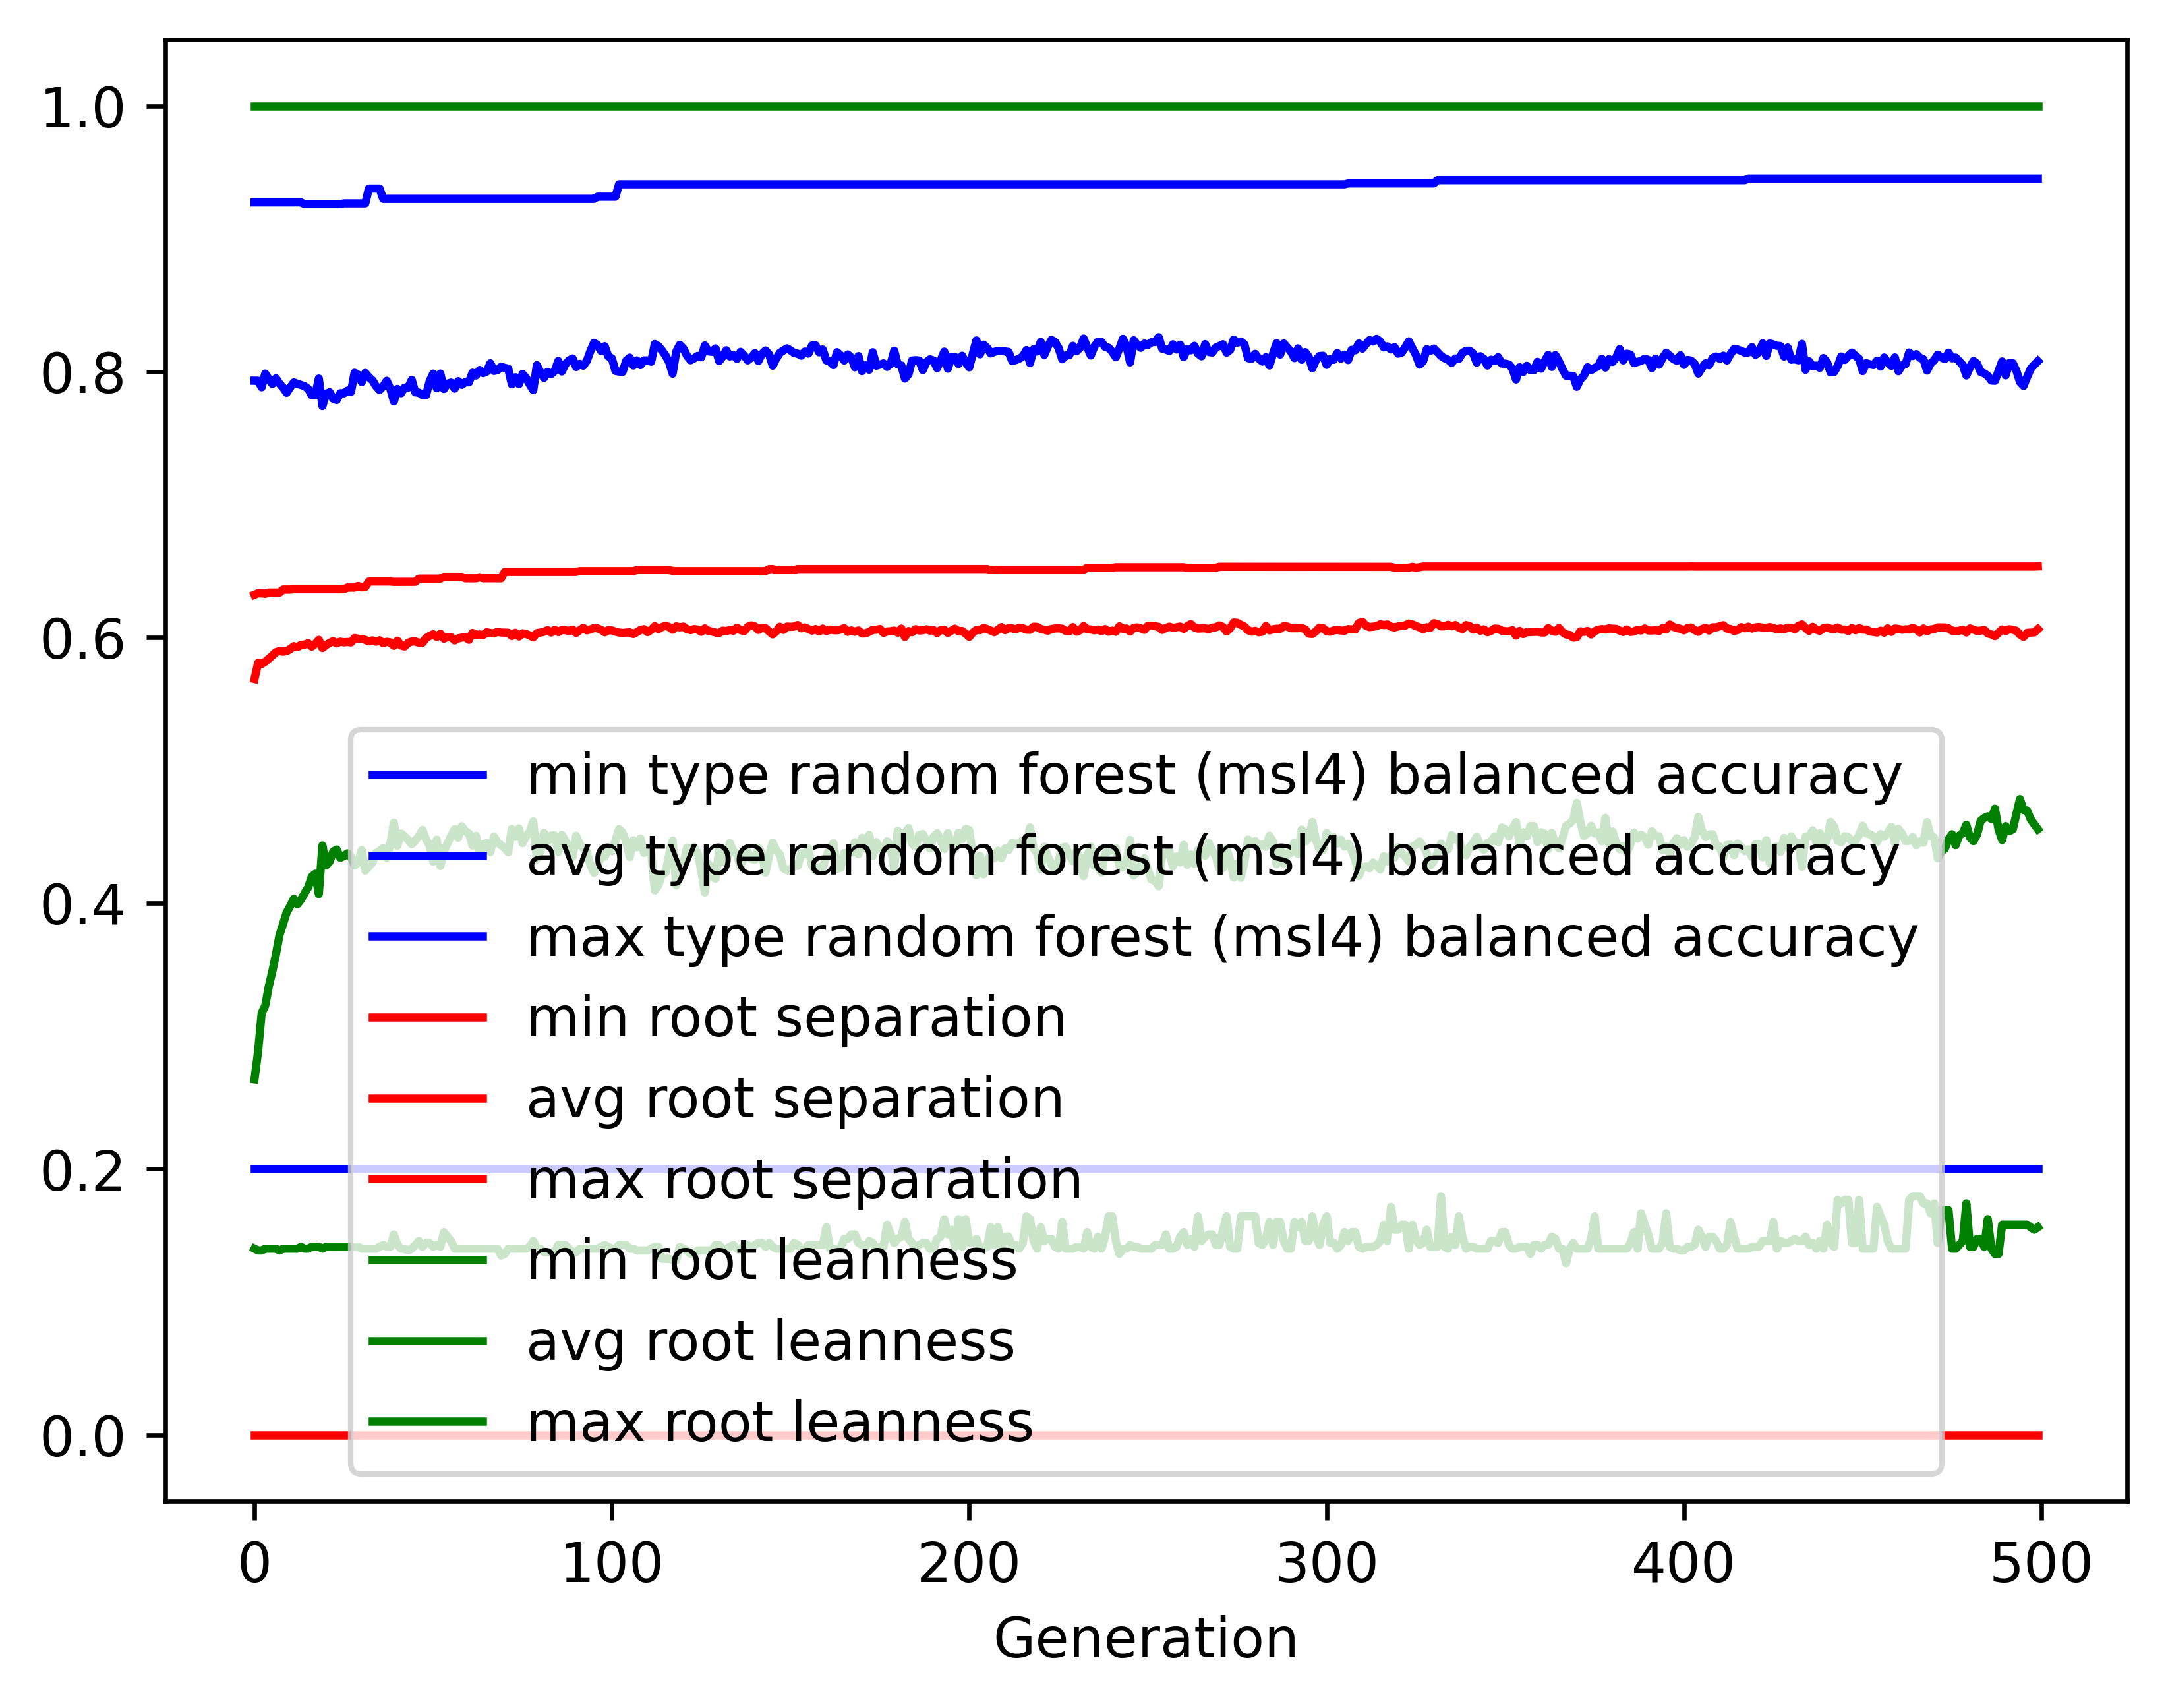 1.0
0.8
0.6
0.4
0.2
0.0
min type random forest (msl4) balanced accuracy
avg type random forest (msl4) balanced accuracy
max type random forest (msl4) balanced accuracy
min root separation
avg root separation
max root separation
min root leanness
avg root leanness
max root leanness
0 100 200 300 400 500
Generation